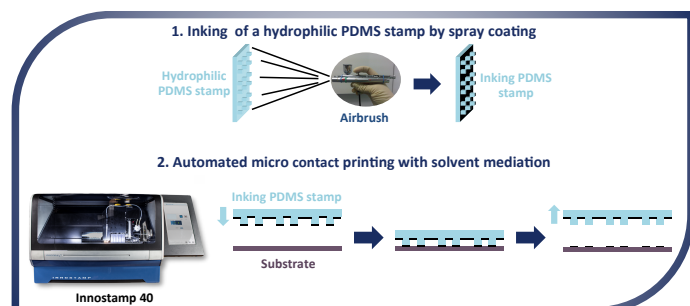 1. Inking of a hydrophilic PDMS stamp by spray coating
Hydrophilic
PDMS stamp
Airbrush
Inking PDMS
stamp
2. Automated micro contact printing with solvent mediation
Inking PDMS stamp
Substrate
INNOSTAMP 40
Innostamp 40